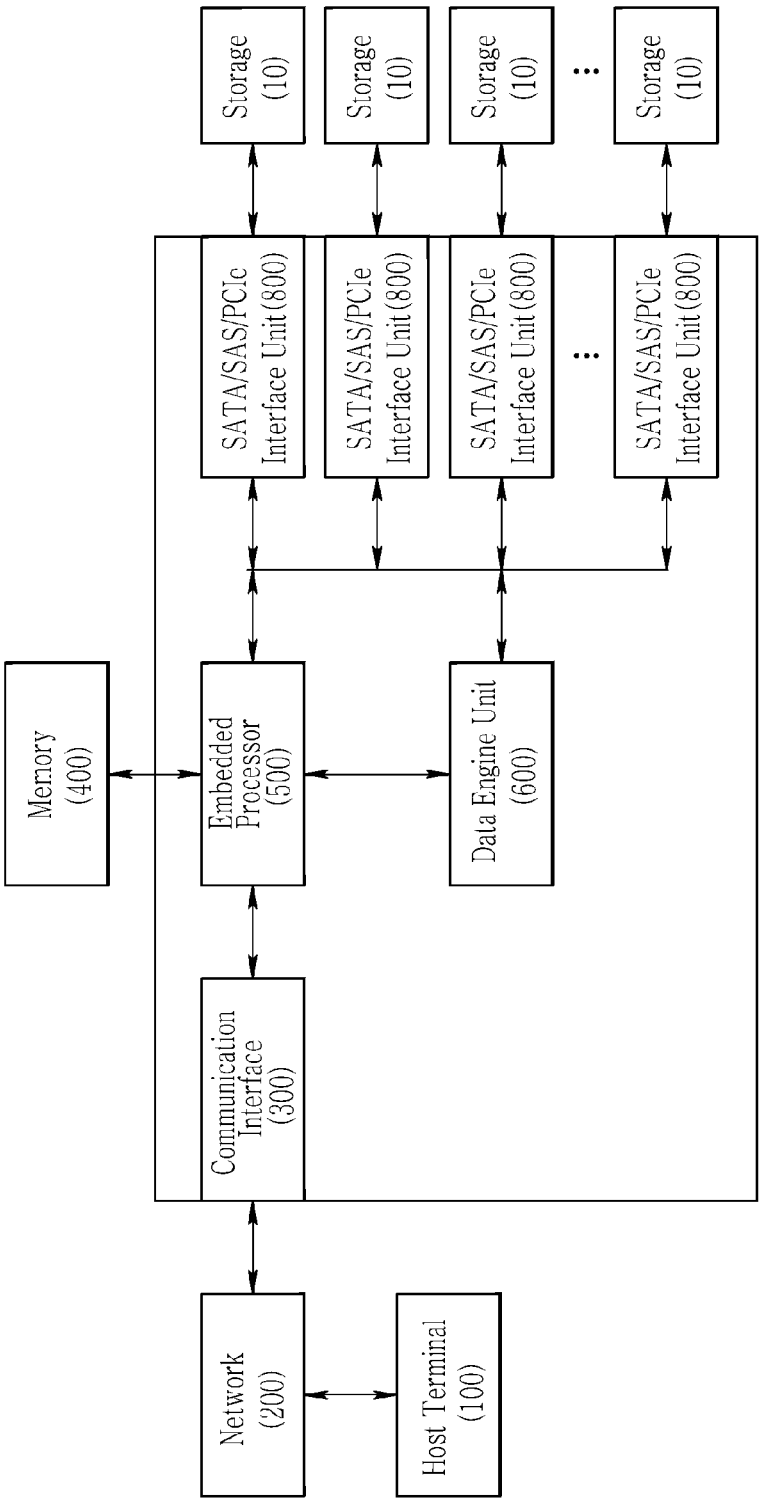 Memory
(400)
Network
(200)
Communication
Interface
(300)
Embedded
Processor
(500)
SATA/SAS/PCIe
Interface Unit(800)
Storage
(10)
SATA/SAS/PCIe
Interface Unit(800)
Storage
(10)
Host Terminal
(100)
Data Engine Unit
(600)
SATA/SAS/PCIe
Interface Unit(800)
Storage
(10)
...
...
SATA/SAS/PCIe
Interface Unit(800)
Storage
(10)